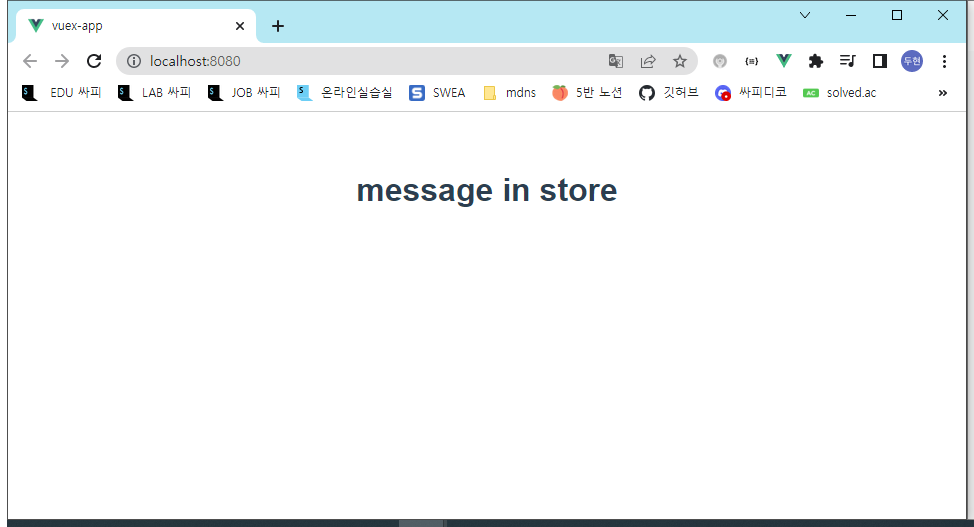 vuex-app
localhost:8080
두현
EDU 싸피 LAB 싸피 JOB 싸피 온라인실습실 SWEA mdns 5반 노션 깃허브 싸피디코 AC solved.ac »
message in store